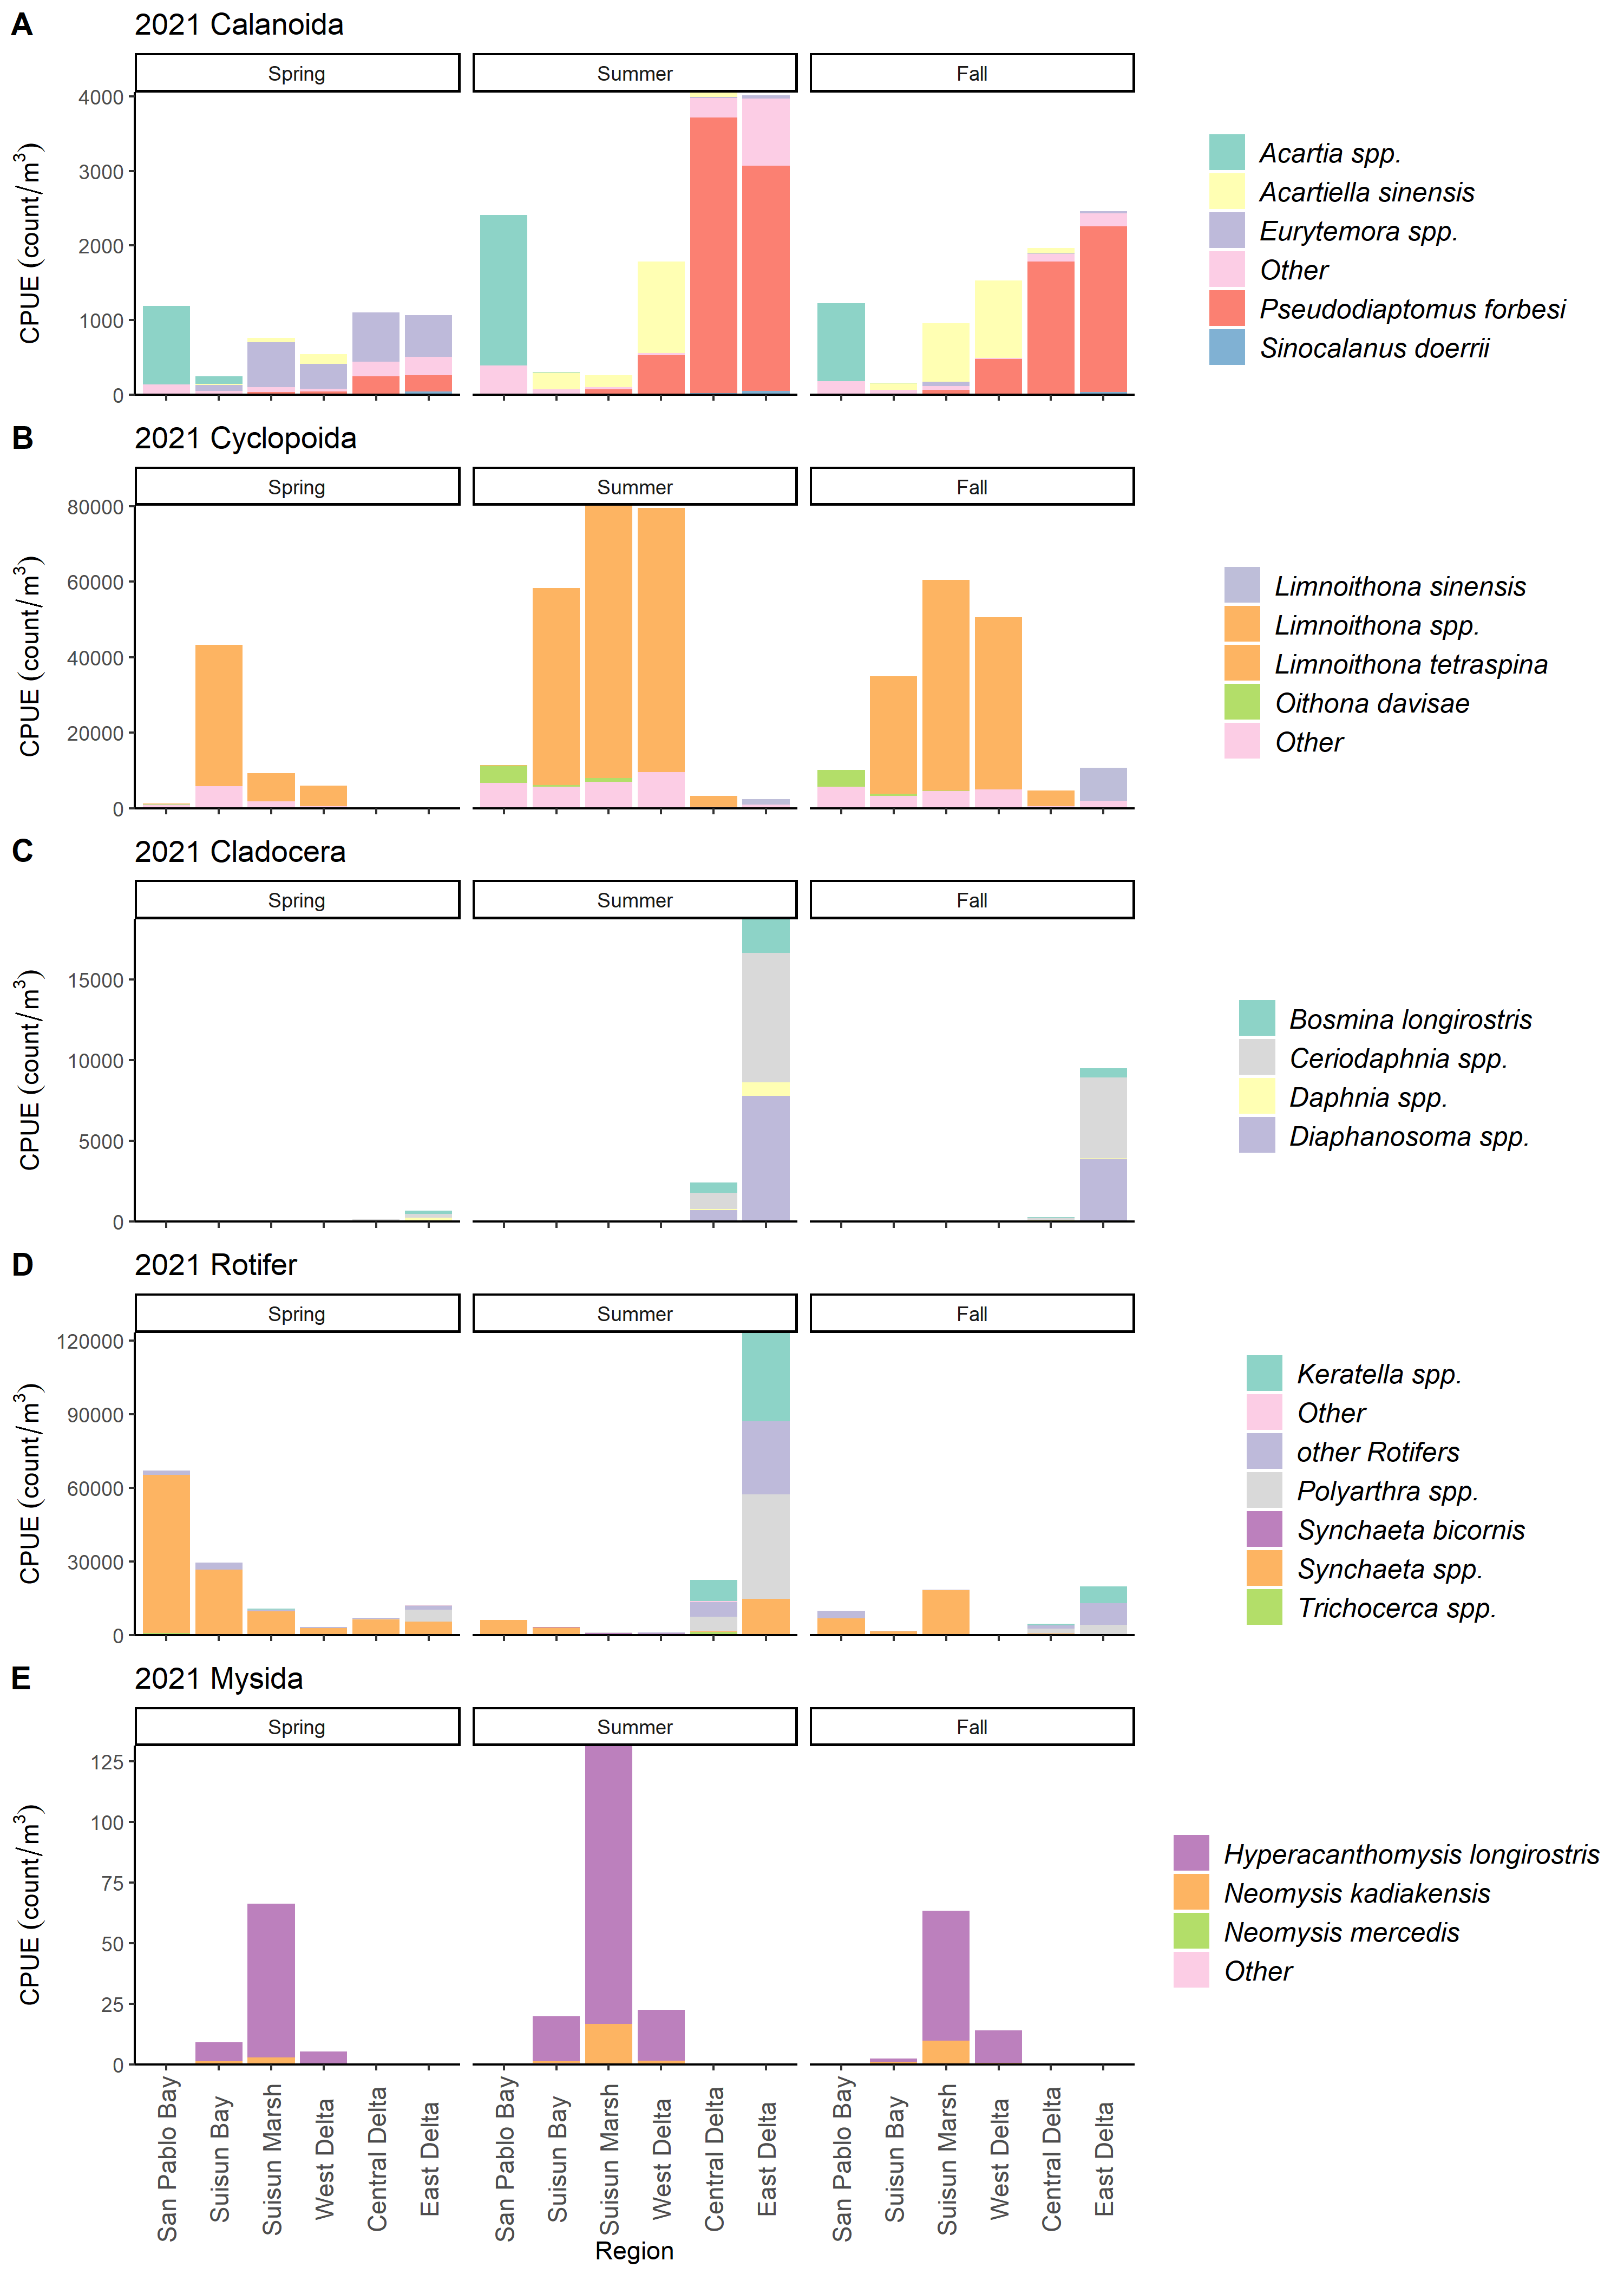 A 2021 Calanoida
Spring Summer Fall
4000
3000
2000
1000
0
CPUE (count/m³)
Acartia spp.
Acartiella sinensis
Eurytemora spp.
Other
Pseudodiaptomus forbesi
Sinocalanus doerrii
B 2021 Cyclopoida
Spring Summer Fall
80000
60000
40000
20000
0
CPUE (count/m³)
Limnoithona sinensis
Limnoithona spp.
Limnoithona tetraspina
Oithona davisae
Other
C 2021 Cladocera
Spring Summer Fall
15000
10000
5000
0
CPUE (count/m³)
Bosmina longirostris
Ceriodaphnia spp.
Daphnia spp.
Diaphanosoma spp.
D 2021 Rotifer
Spring Summer Fall
120000
90000
60000
30000
0
CPUE (count/m³)
Keratella spp.
Other
other Rotifers
Polyarthra spp.
Synchaeta bicornis
Synchaeta spp.
Trichocerca spp.
E 2021 Mysida
Spring Summer Fall
125
100
75
50
25
0
CPUE (count/m³)
Hyperacanthomysis longirostris
Neomysis kadiakensis
Neomysis mercedis
Other
San Pablo Bay
Suisun Bay
Suisun Marsh
West Delta
Central Delta
East Delta
San Pablo Bay
Suisun Bay
Suisun Marsh
West Delta
Central Delta
East Delta
San Pablo Bay
Suisun Bay
Suisun Marsh
West Delta
Central Delta
East Delta
Region